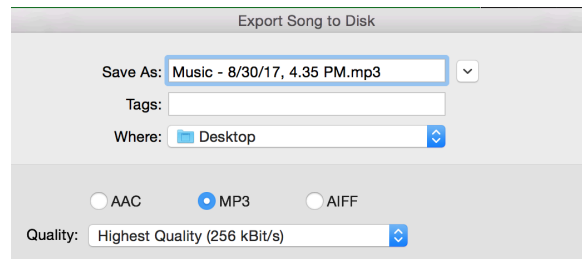 Export Song to Disk
Save As: Music - 8/30/17, 4.35 PM.mp3
Tags:
Where: Desktop
AAC MP3 AIFF
Quality: Highest Quality (256 kBit/s)